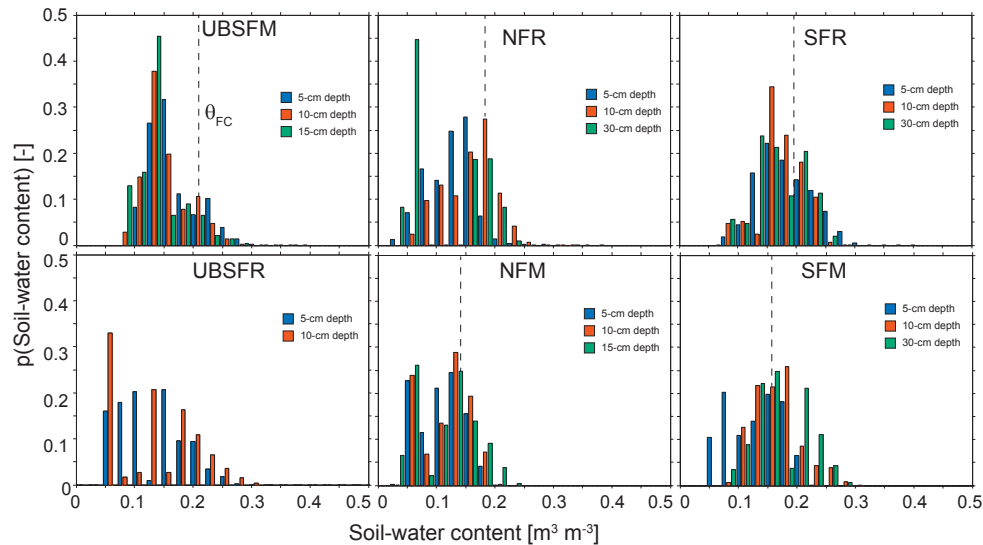 p(Soil-water content) [-]
UBSFM
NFR
SFR
0.5
0.4
0.3
0.2
0.1
0
θFC
5-cm depth
10-cm depth
15-cm depth
5-cm depth
10-cm depth
30-cm depth
5-cm depth
10-cm depth
30-cm depth
UBSFR
NFM
SFM
0.5
0.4
0.3
0.2
0.1
0
5-cm depth
10-cm depth
5-cm depth
10-cm depth
15-cm depth
5-cm depth
10-cm depth
30-cm depth
0 0.1 0.2 0.3 0.4 0.5
0 0.1 0.2 0.3 0.4 0.5
0 0.1 0.2 0.3 0.4 0.5
Soil-water content [m³ m⁻³]